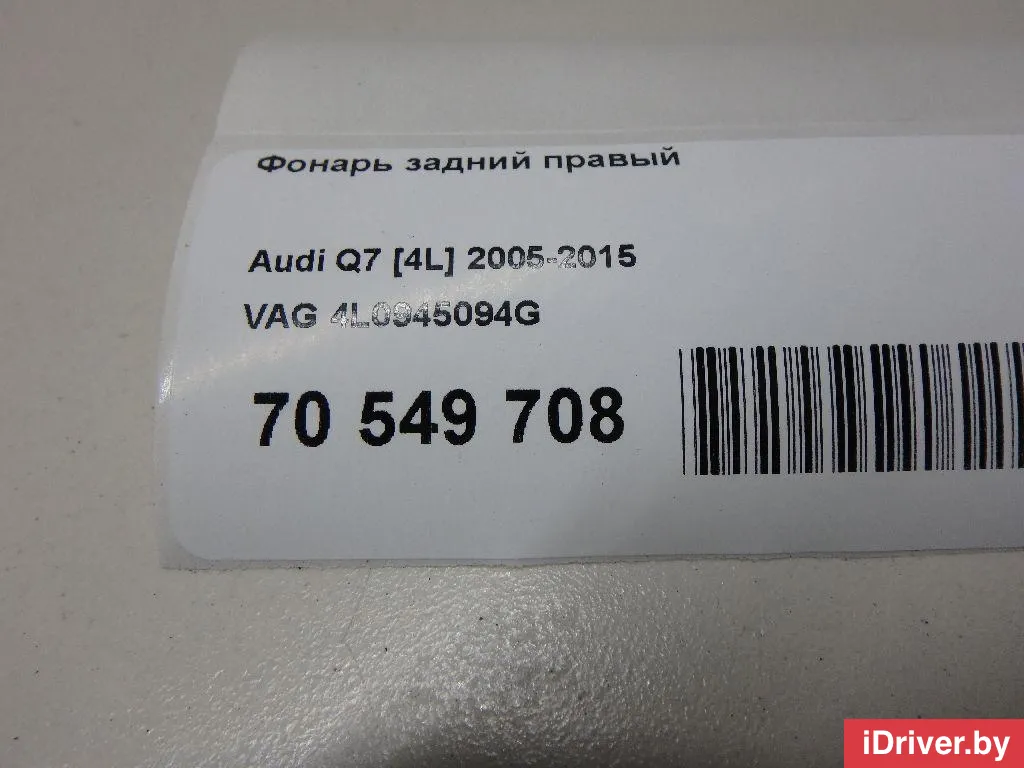 Фонарь задний правый
Audi Q7 [4L] 2005-2015
VAG 4L0945094G
70 549 708
iDriver.by